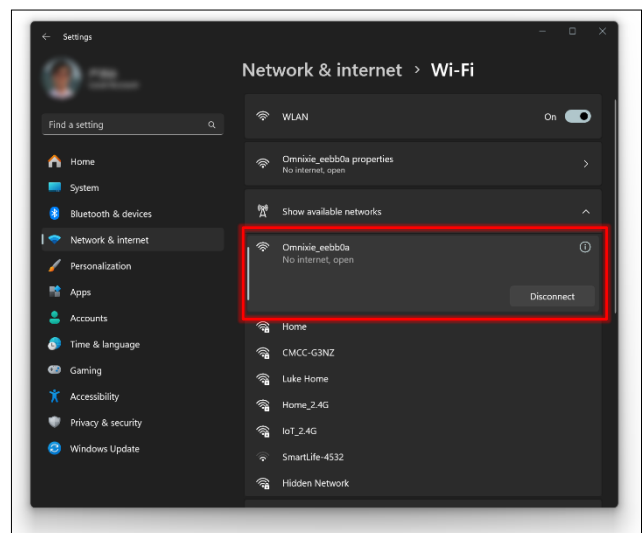 Settings
Network & internet > Wi-Fi
Find a setting
Home
System
Bluetooth & devices
Network & internet
Personalization
Apps
Accounts
Time & language
Gaming
Accessibility
Privacy & security
Windows Update
WLAN
On
Omnixie_eebb0a properties
No internet, open
Show available networks
Omnixie_eebb0a
No internet, open
Disconnect
Home
CMCC-G3NZ
Luke Home
Home_2.4G
IoT_2.4G
SmartLife-4532
Hidden Network